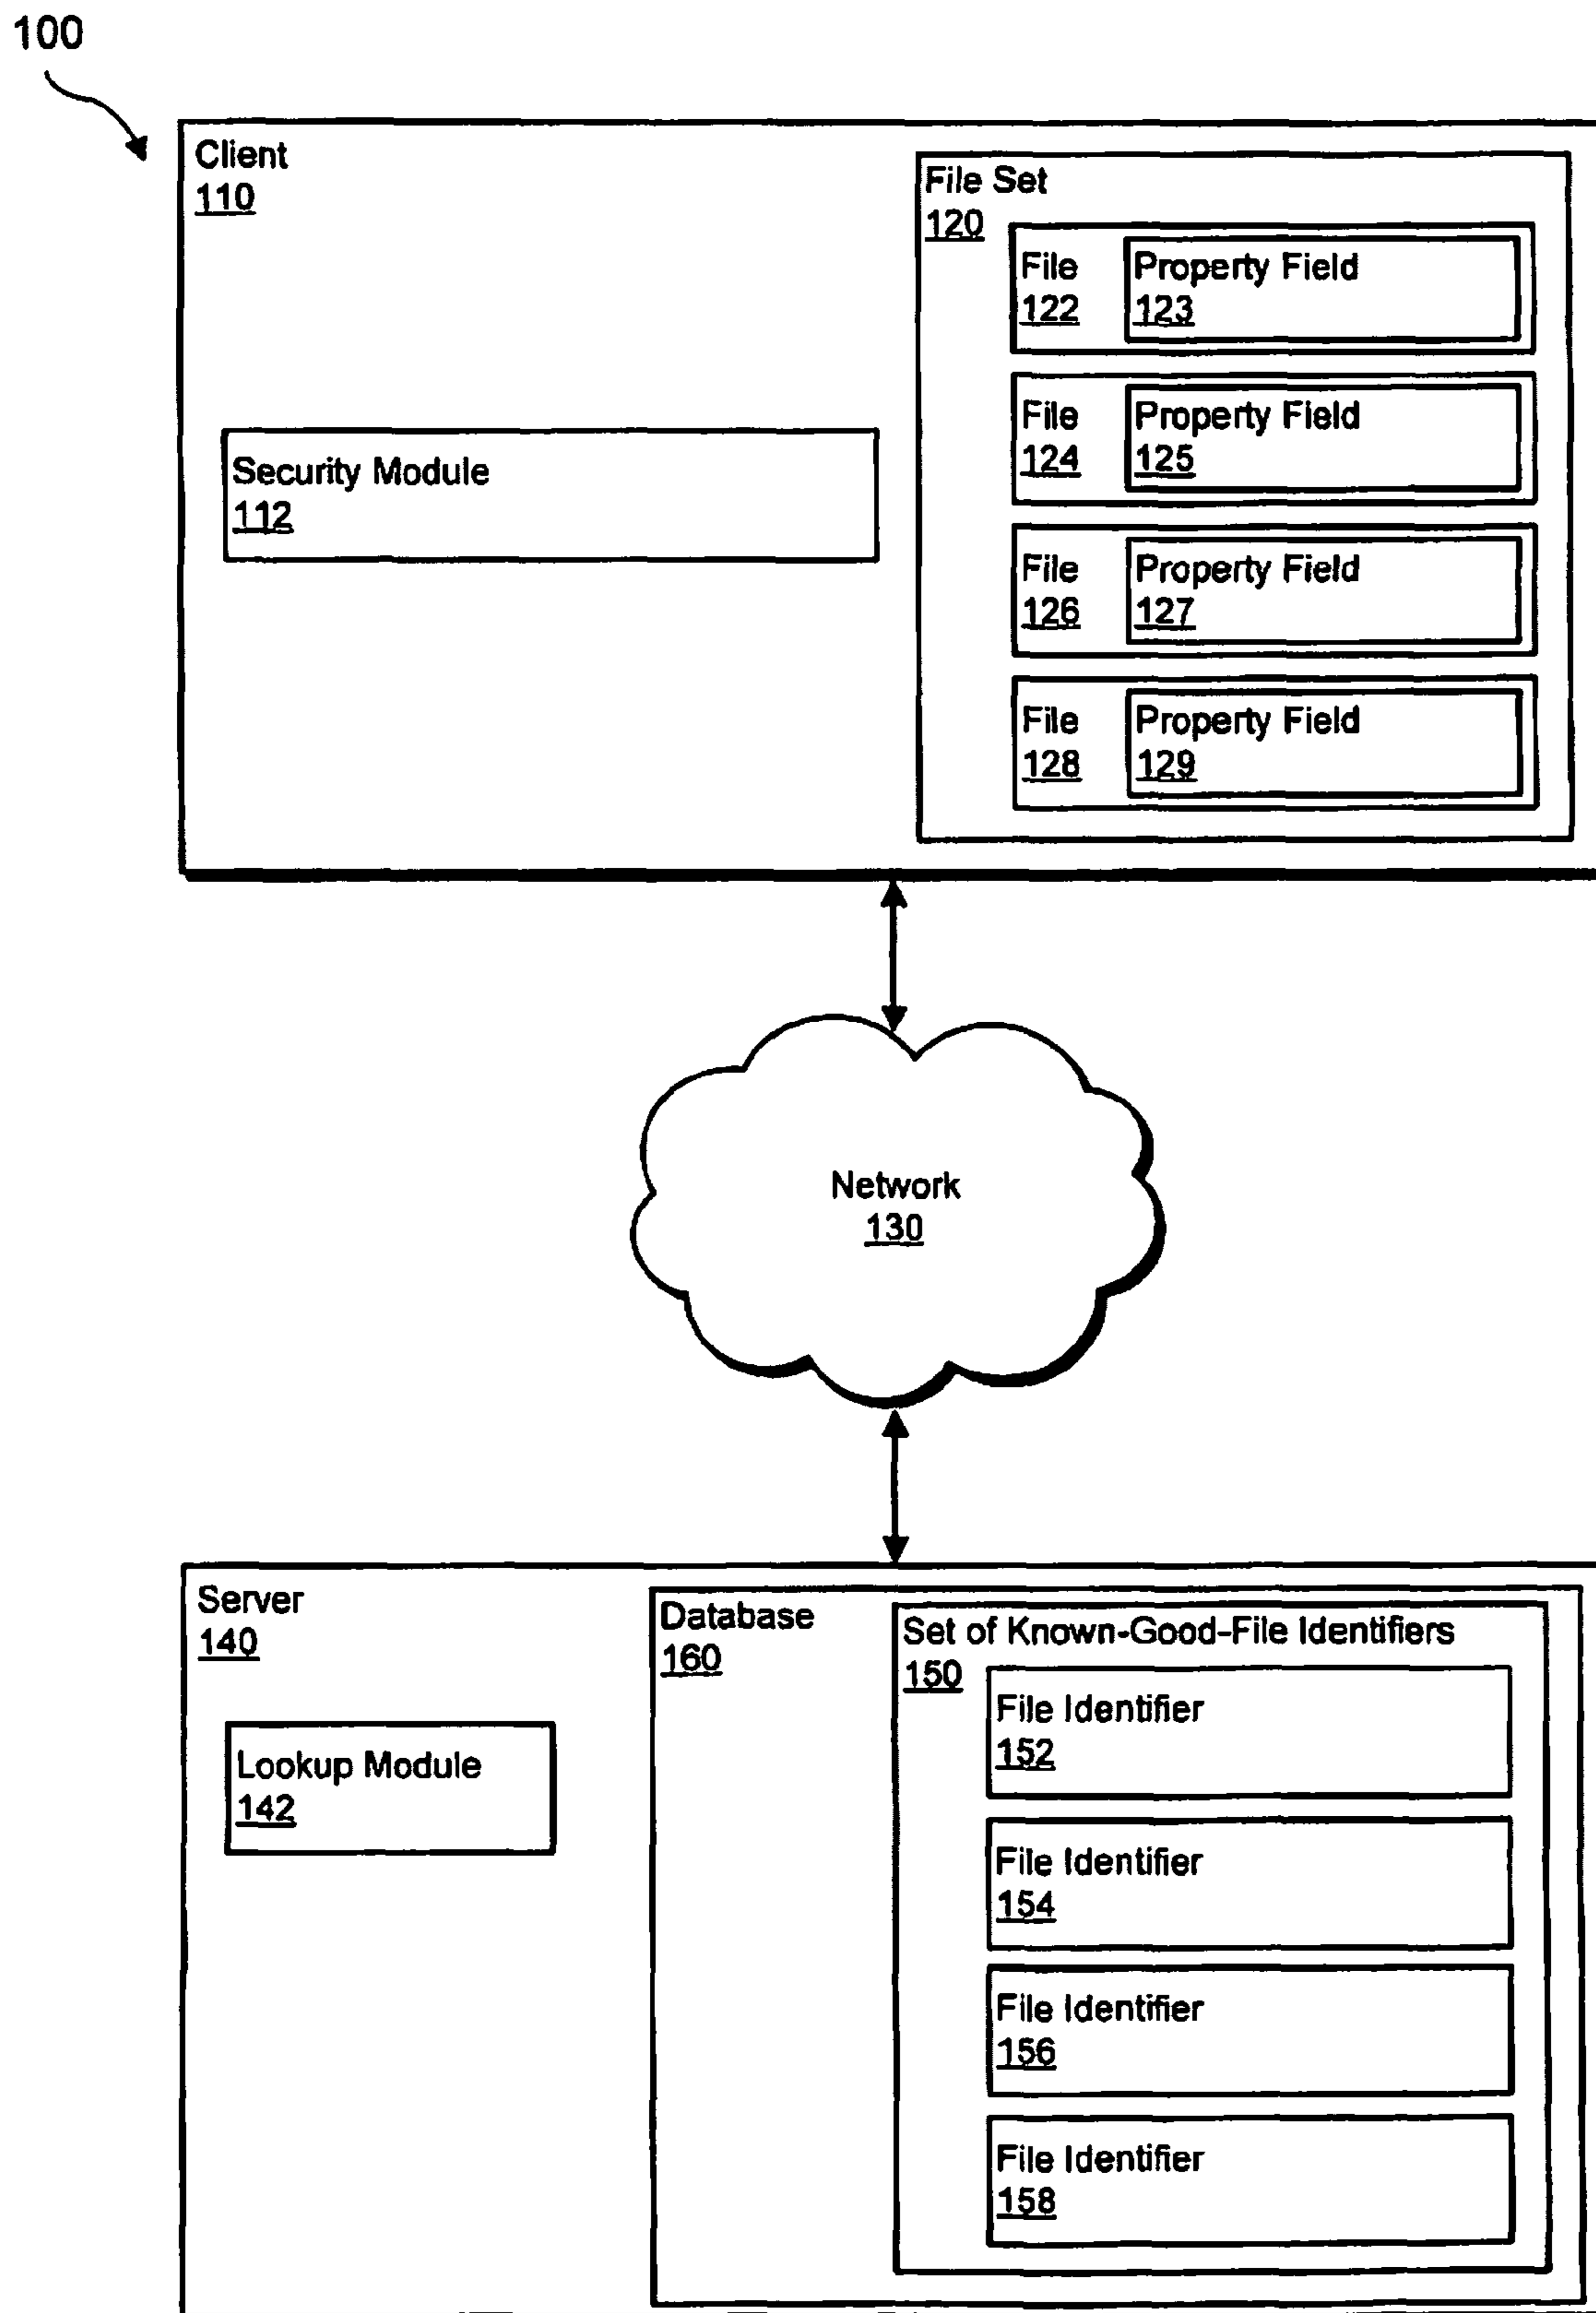 100
Client
110
File Set
120
File
122
Property Field
123
File
124
Property Field
125
File
126
Property Field
127
File
128
Property Field
129
Security Module
112
Network
130
Server
140
Database
160
Set of Known-Good-File Identifiers
150
File Identifier
152
File Identifier
154
File Identifier
156
File Identifier
158
Lookup Module
142